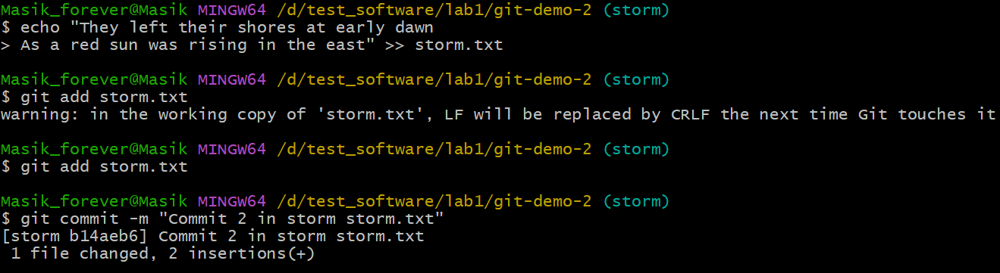 Masik_forever@Masik MINGW64 /d/test_software/lab1/git-demo-2 (storm)
$ echo "They left their shores at early dawn
> As a red sun was rising in the east" >> storm.txt
Masik_forever@Masik MINGW64 /d/test_software/lab1/git-demo-2 (storm)
$ git add storm.txt
warning: in the working copy of 'storm.txt', LF will be replaced by CRLF the next time Git touches it
Masik_forever@Masik MINGW64 /d/test_software/lab1/git-demo-2 (storm)
$ git add storm.txt
Masik_forever@Masik MINGW64 /d/test_software/lab1/git-demo-2 (storm)
$ git commit -m "Commit 2 in storm storm.txt"
[storm b14aeb6] Commit 2 in storm storm.txt
 1 file changed, 2 insertions(+)